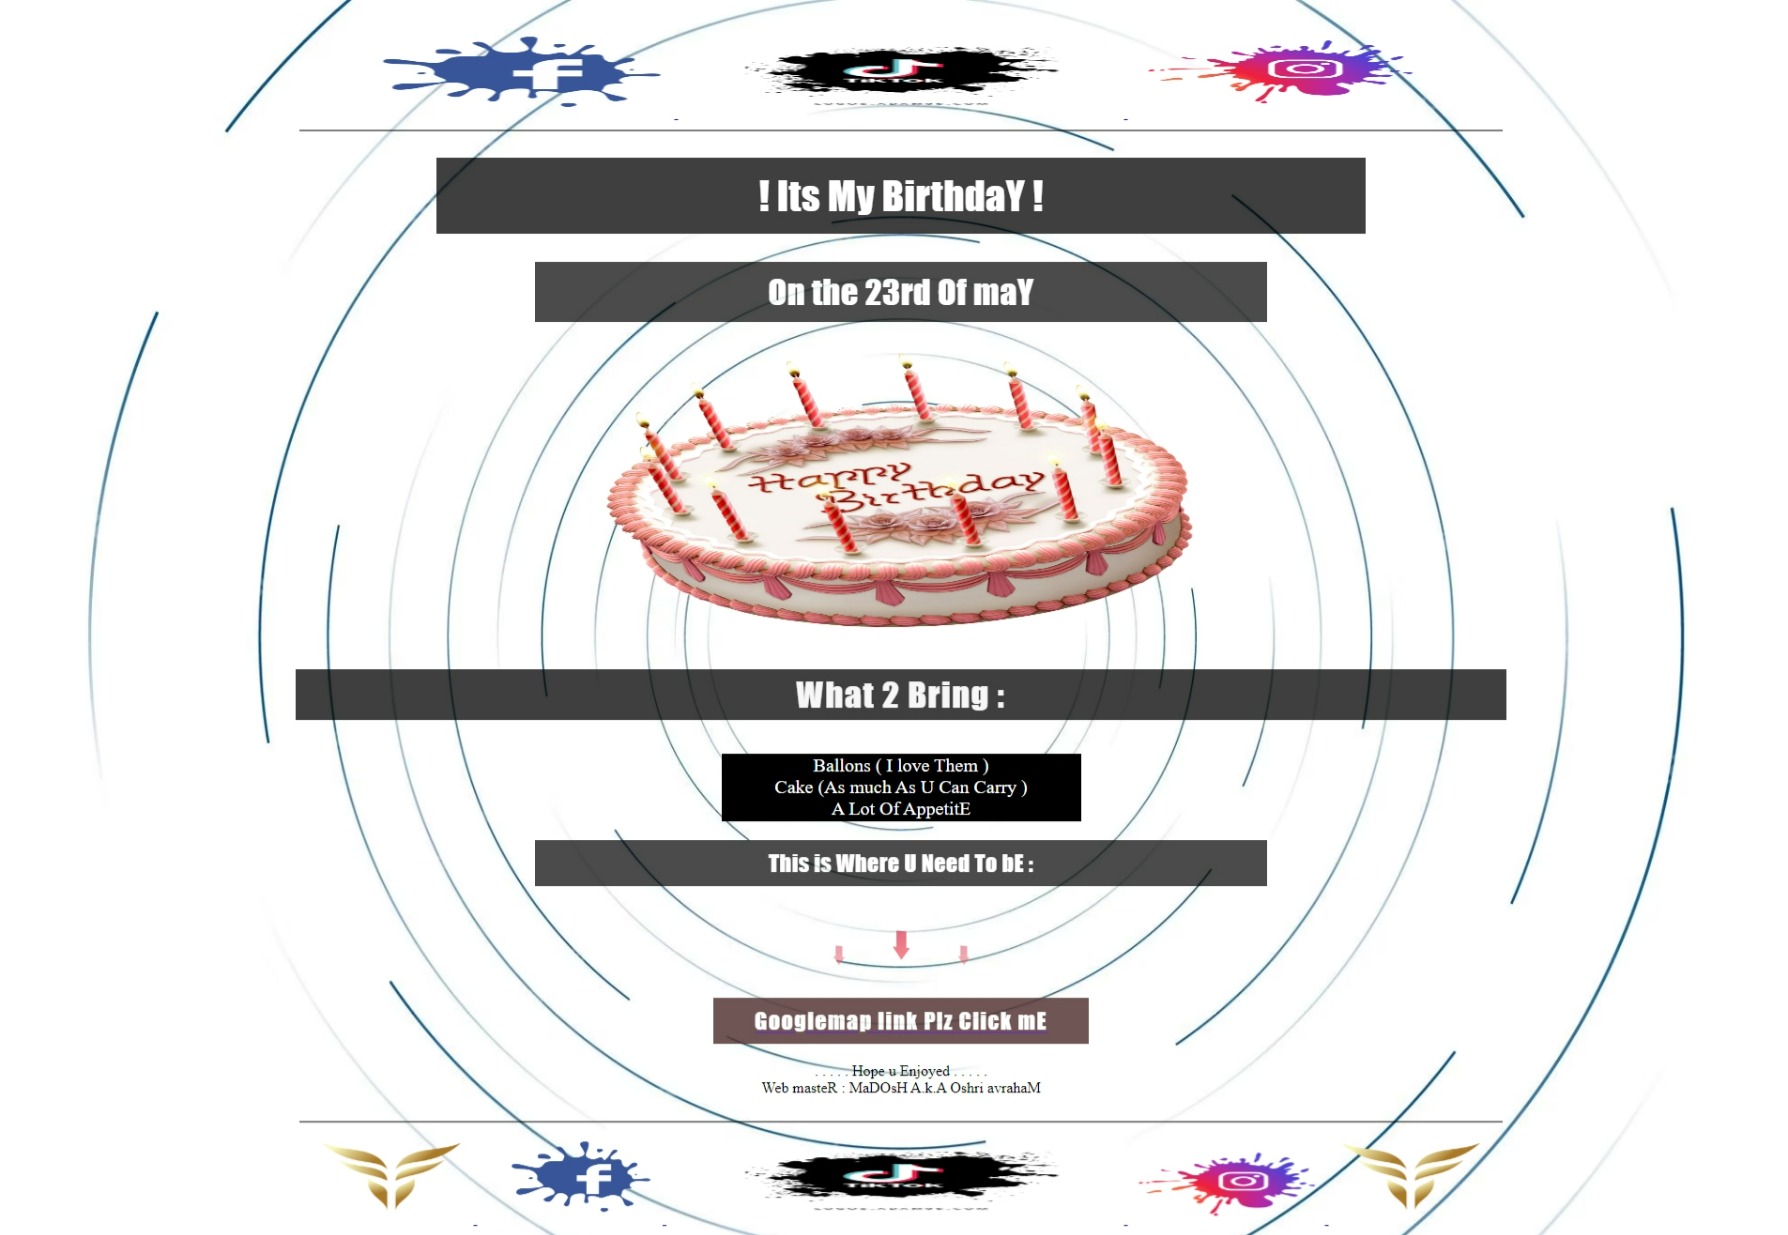 TIKTOK
! Its My BirthdaY !
On the 23rd Of maY
Happy
Birthday
What 2 Bring :
Ballons ( I love Them )
Cake (As much As U Can Carry )
A Lot Of AppetitE
This is Where U Need To bE :
Googlemap link Plz Click mE
. . . . . Hope u Enjoyed . . . . .
Web masteR : MaDOsH A.k.A Oshri avrahaM
TIKTOK